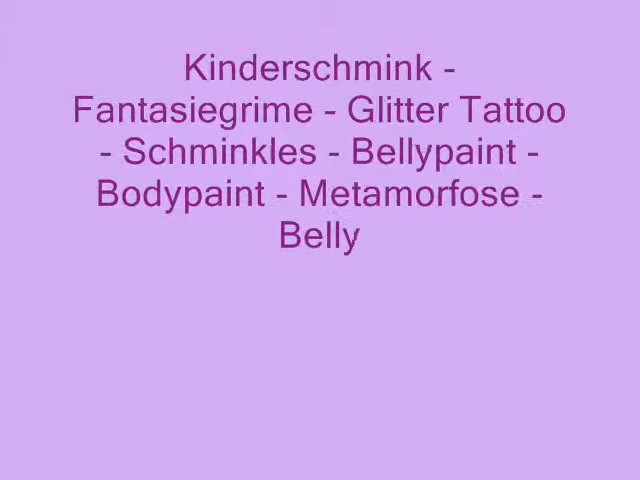 Kinderschmink -
Fantasiegrime - Glitter Tattoo
- Schminkles - Bellypaint -
Bodypaint - Metamorfose -
Belly